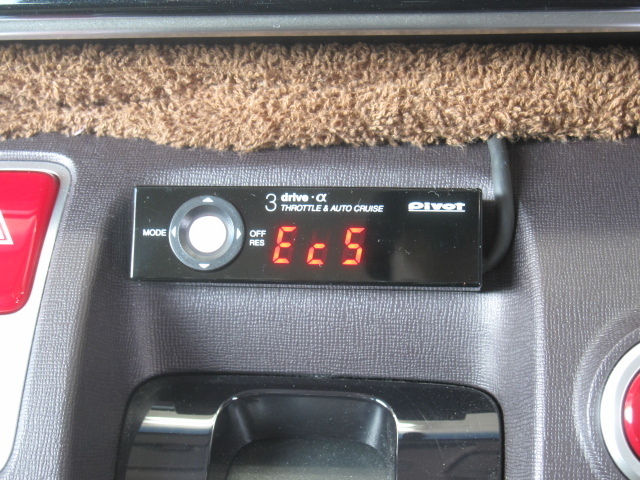 3 drive・α
THROTTLE & AUTO CRUISE
Pivot
MODE
OFF
RES
EcS